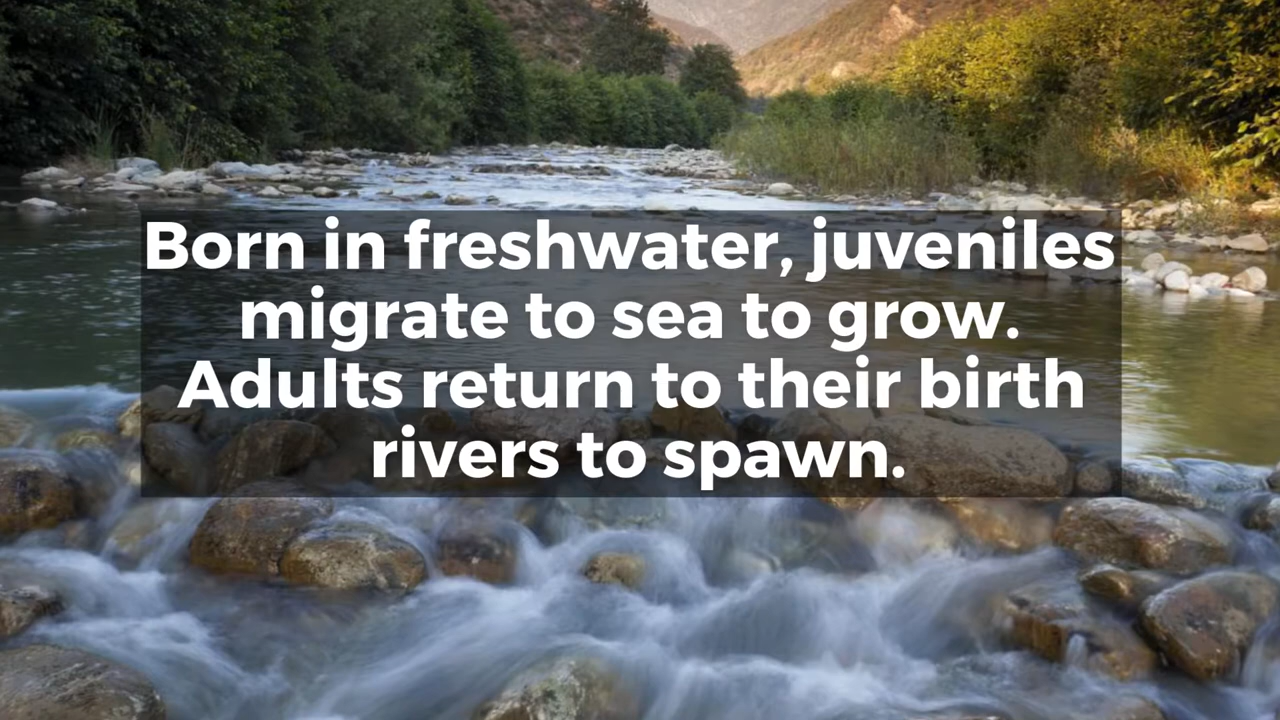 Born in freshwater, juveniles
migrate to sea to grow.
Adults return to their birth
rivers to spawn.